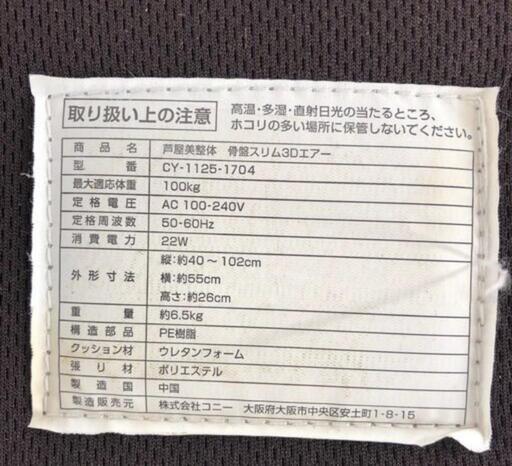 取り扱い上の注意
高温・多湿・直射日光の当たるところ、
ホコリの多い場所に保管しないでください。
商品名 芦屋美整体 骨盤スリム3Dエアー
型番 CY-1125-1704
最大適応体重 100kg
定格電圧 AC 100-240V
定格周波数 50-60Hz
消費電力 22W
外形寸法 縦:約40～102cm
横:約55cm
高さ:約26cm
重量 約6.5kg
構造部品 PE樹脂
クッション材 ウレタンフォーム
張り材 ポリエステル
製造国 中国
製造販売元 株式会社コニー 大阪府大阪市中央区安土町1-8-15